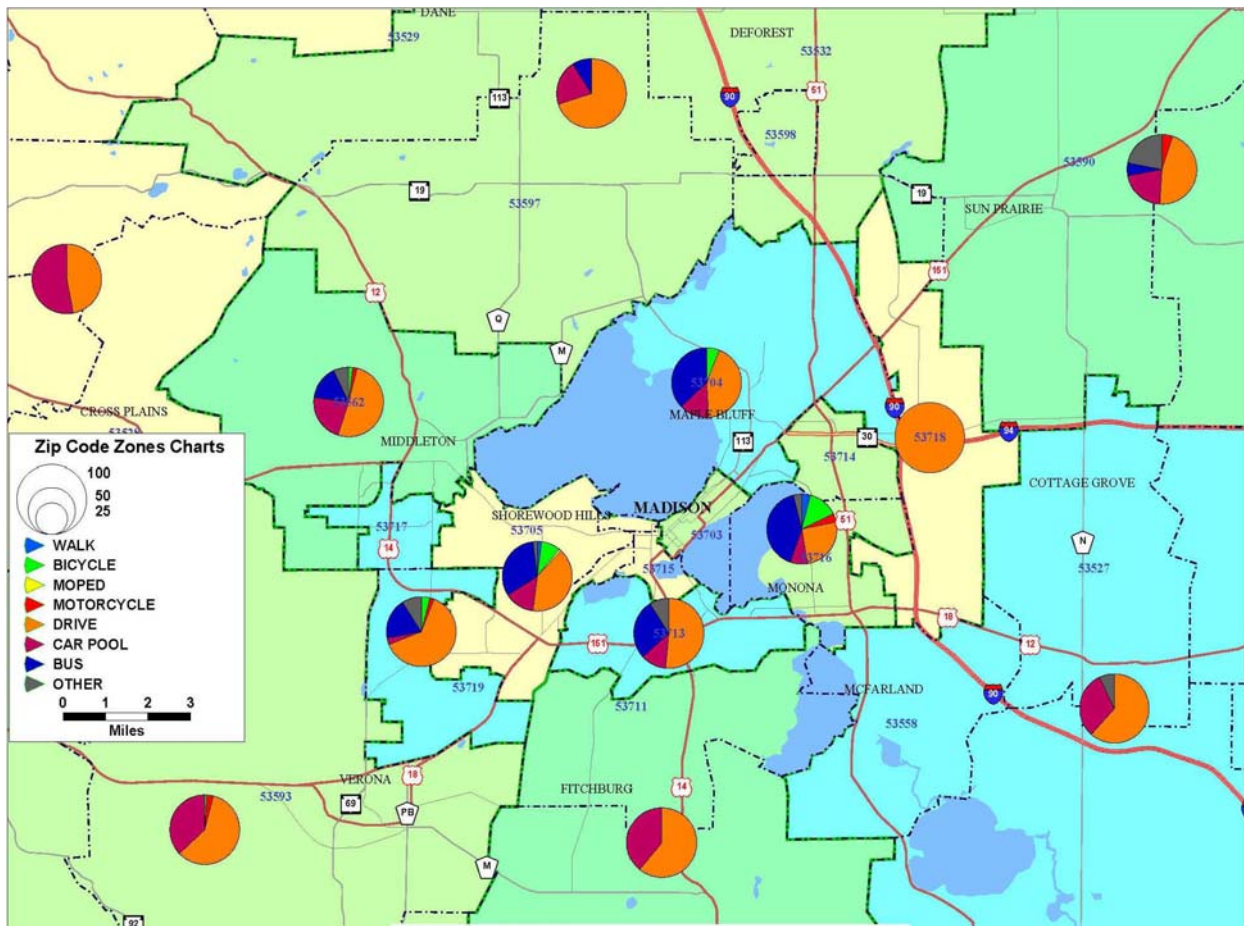 DANE
53529
DEFOREST
53532
51
90
113
53598
53590
19
19
53597
SUN PRAIRIE
151
12
Q
M
53704
CROSS PLAINS
53562
MAPLE BLUFF
90
94
MIDDLETON
113
30
53718
53714
Zip Code Zones Charts
100
50
25
WALK
BICYCLE
MOPED
MOTORCYCLE
DRIVE
CAR POOL
BUS
OTHER
0 1 2 3
Miles
COTTAGE GROVE
SHOREWOOD HILLS
MADISON
53717
53705
53703
51
14
N
53716
53527
53715
MONONA
18
53713
151
12
53719
MCFARLAND
90
53711
53558
VERONA
18
FITCHBURG
14
53593
69
PB
M
92